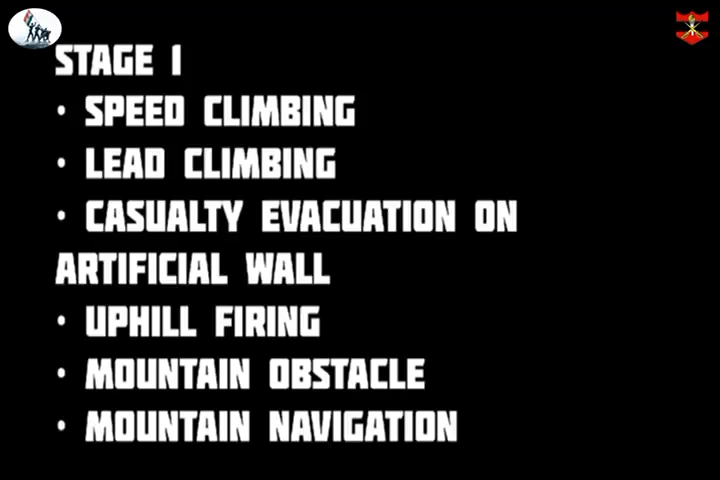 STAGE I
• SPEED CLIMBING
• LEAD CLIMBING
• CASUALTY EVACUATION ON
ARTIFICIAL WALL
• UPHILL FIRING
• MOUNTAIN OBSTACLE
• MOUNTAIN NAVIGATION